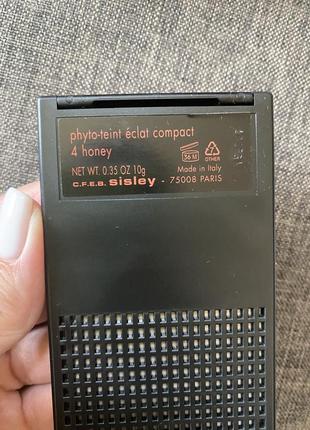 phyto-teint éclat compact
4 honey
36 M
OTHER
NET WT. 0.35 OZ 10g
Made in Italy
C.F.E.B. sisley - 75008 PARIS